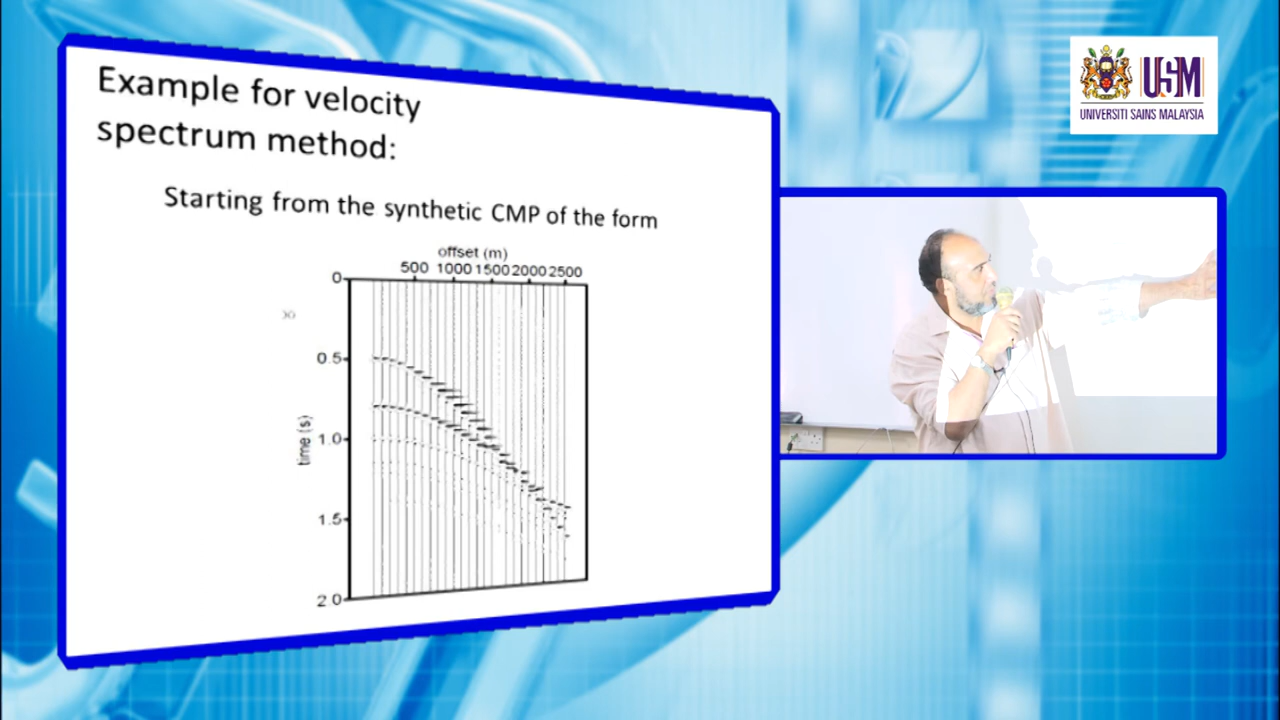 Example for velocity
spectrum method:
Starting from the synthetic CMP of the form
offset (m)
500 1000 1500 2000 2500
0
0.5
1.0
1.5
2.0
time (s)
USM
UNIVERSITI SAINS MALAYSIA